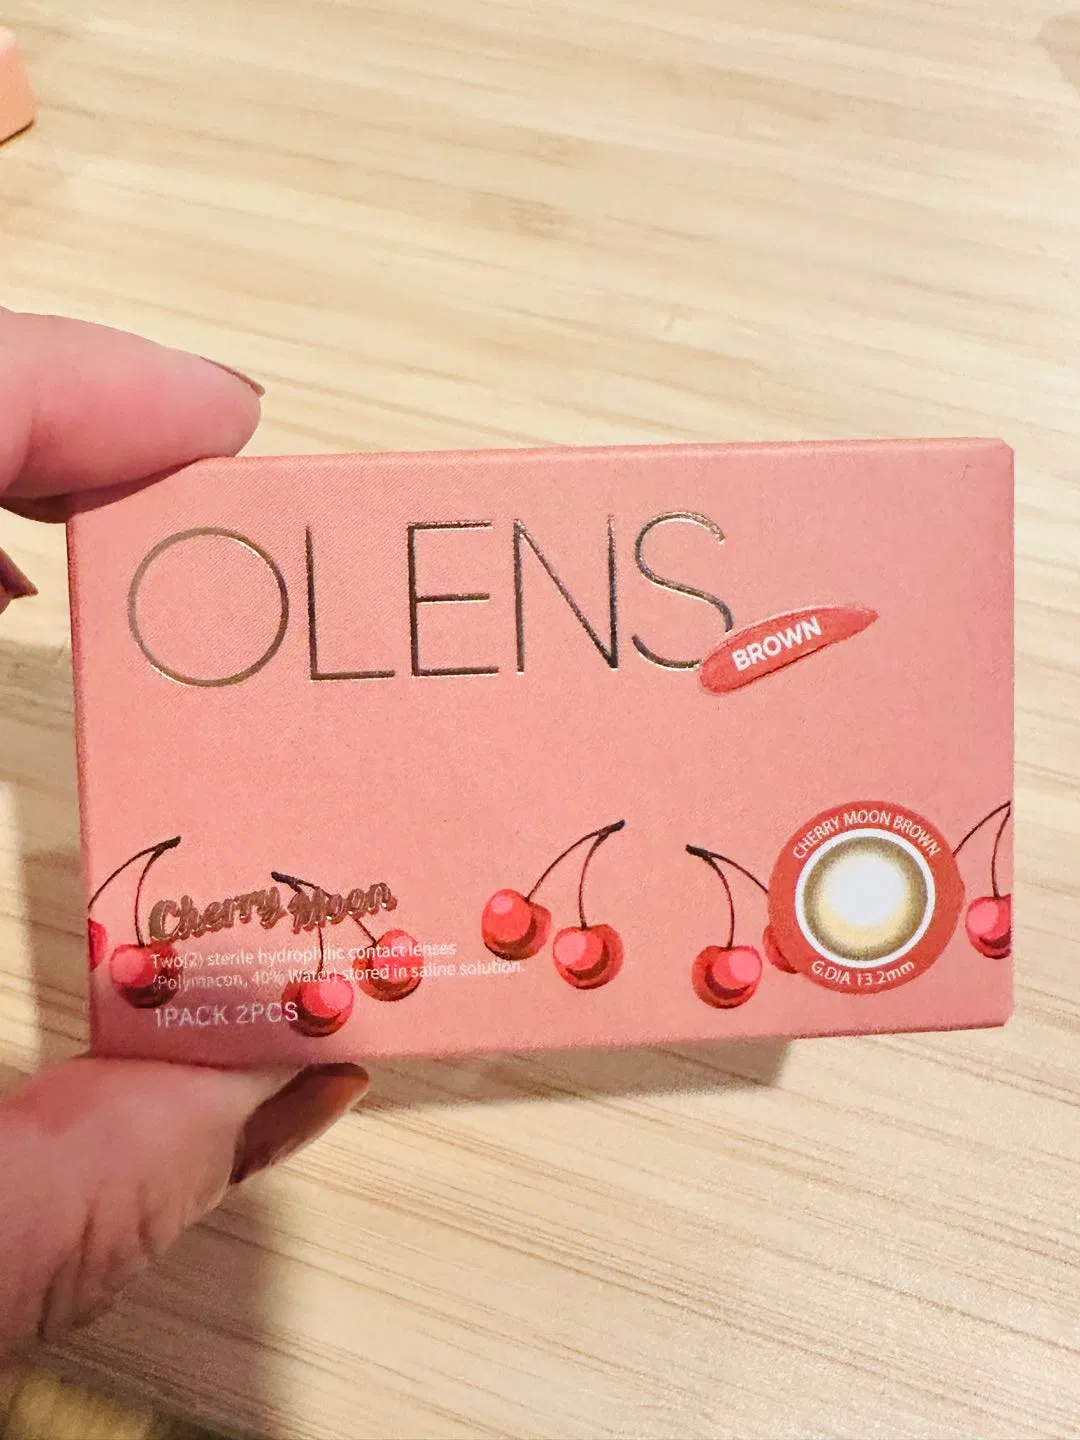 OLENS
BROWN
Cherry Moon
Two(2) sterile hydrophilic contact lenses
(Polymacon, 40% Water) stored in saline solution.
1PACK 2PCS
CHERRY MOON BROWN
G.DIA 13.2mm